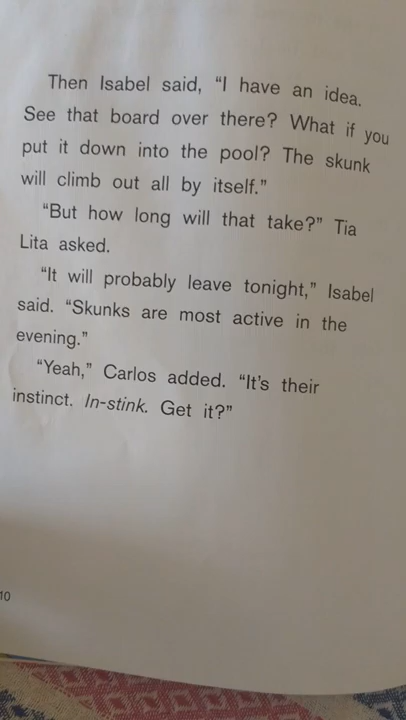 Then Isabel said, “I have an idea.
See that board over there? What if you
put it down into the pool? The skunk
will climb out all by itself.”
“But how long will that take?” Tia
Lita asked.
“It will probably leave tonight,” Isabel
said. “Skunks are most active in the
evening.”
“Yeah,” Carlos added. “It’s their
instinct. In-stink. Get it?”
10